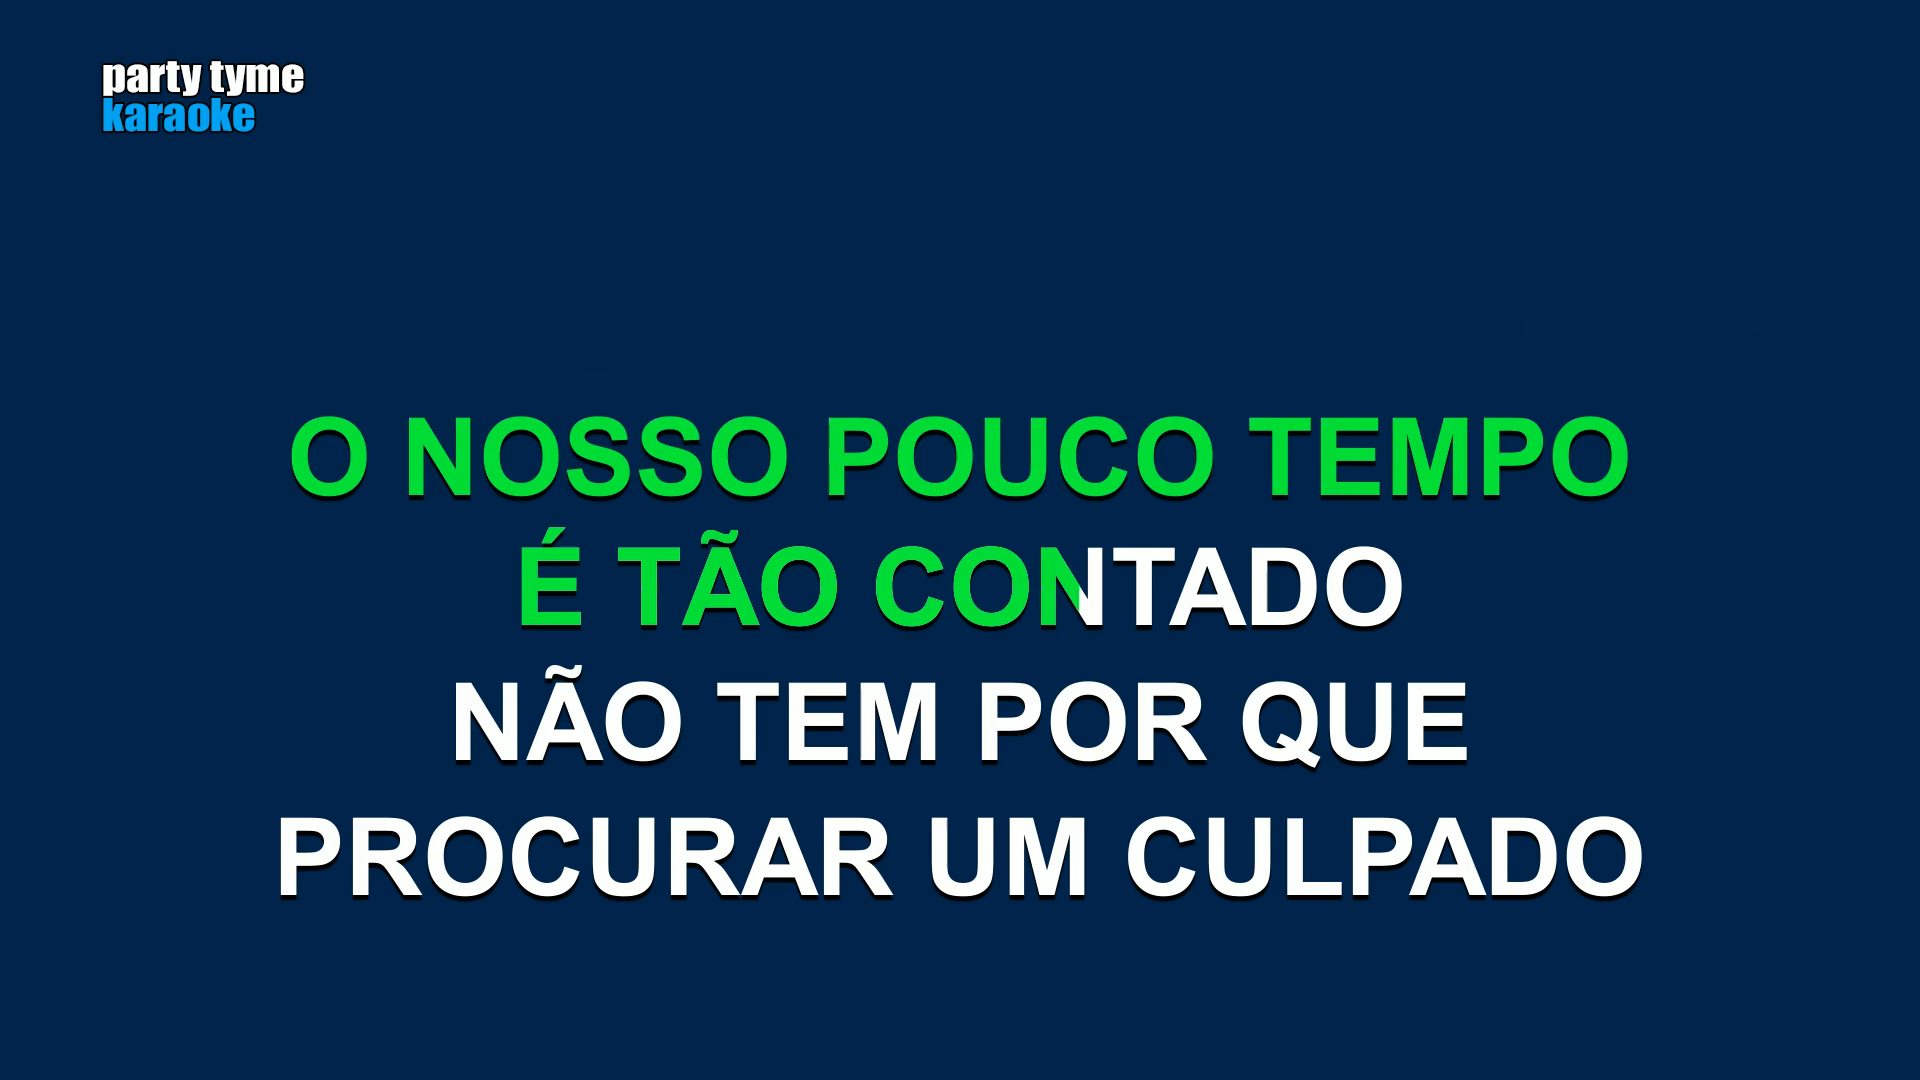 party tyme
karaoke
O NOSSO POUCO TEMPO
É TÃO CONTADO
NÃO TEM POR QUE
PROCURAR UM CULPADO